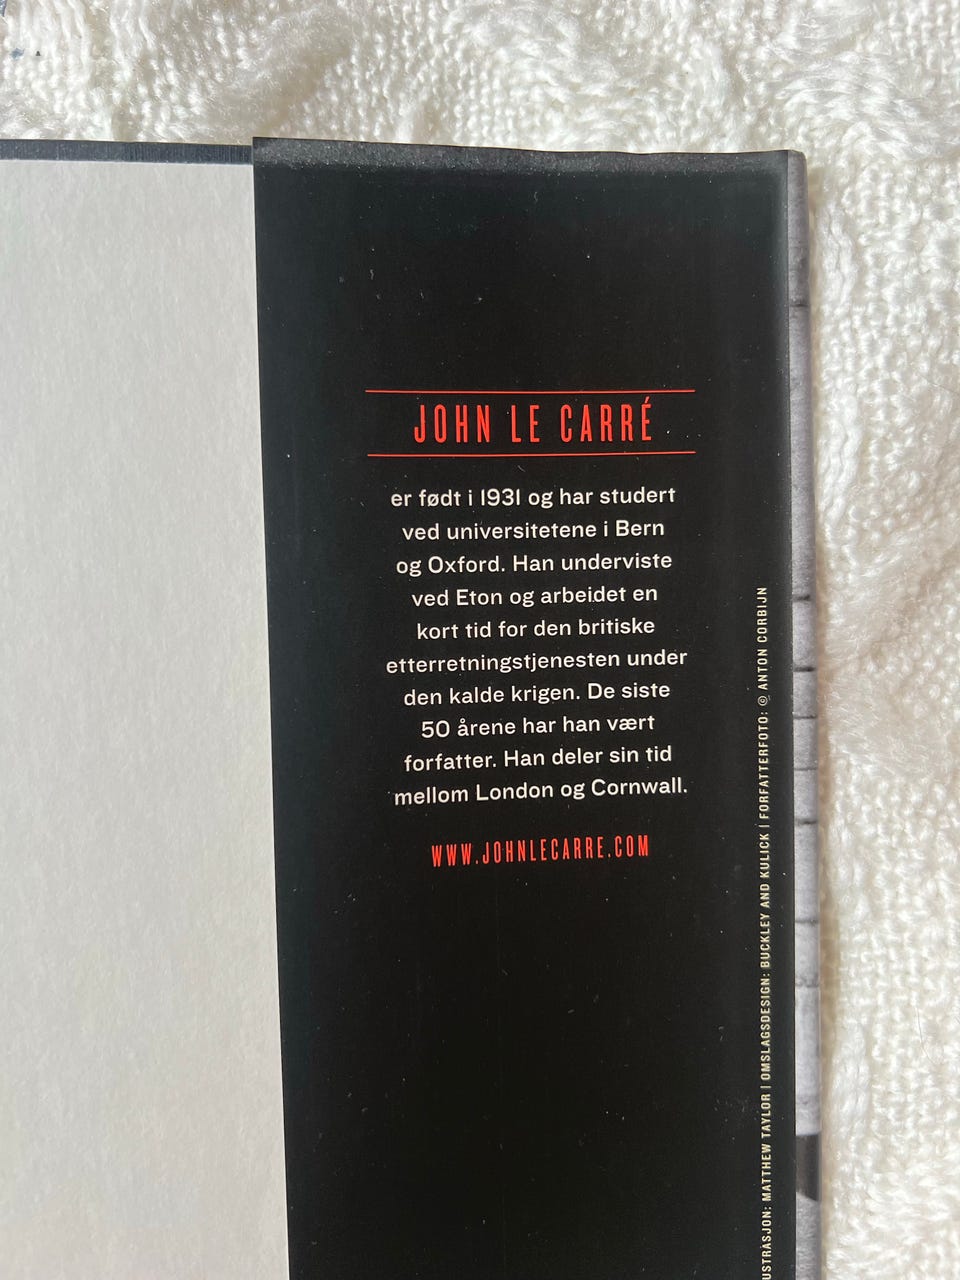 JOHN LE CARRÉ
er født i 1931 og har studert
ved universitetene i Bern
og Oxford. Han underviste
ved Eton og arbeidet en
kort tid for den britiske
etterretningstjenesten under
den kalde krigen. De siste
50 årene har han vært
forfatter. Han deler sin tid
mellom London og Cornwall.
WWW.JOHNLECARRE.COM
USTRASJON: MATTHEW TAYLOR | OMSLAGSDESIGN: BUCKLEY AND KULICK | FORFATTERFOTO: © ANTON CORBIJN